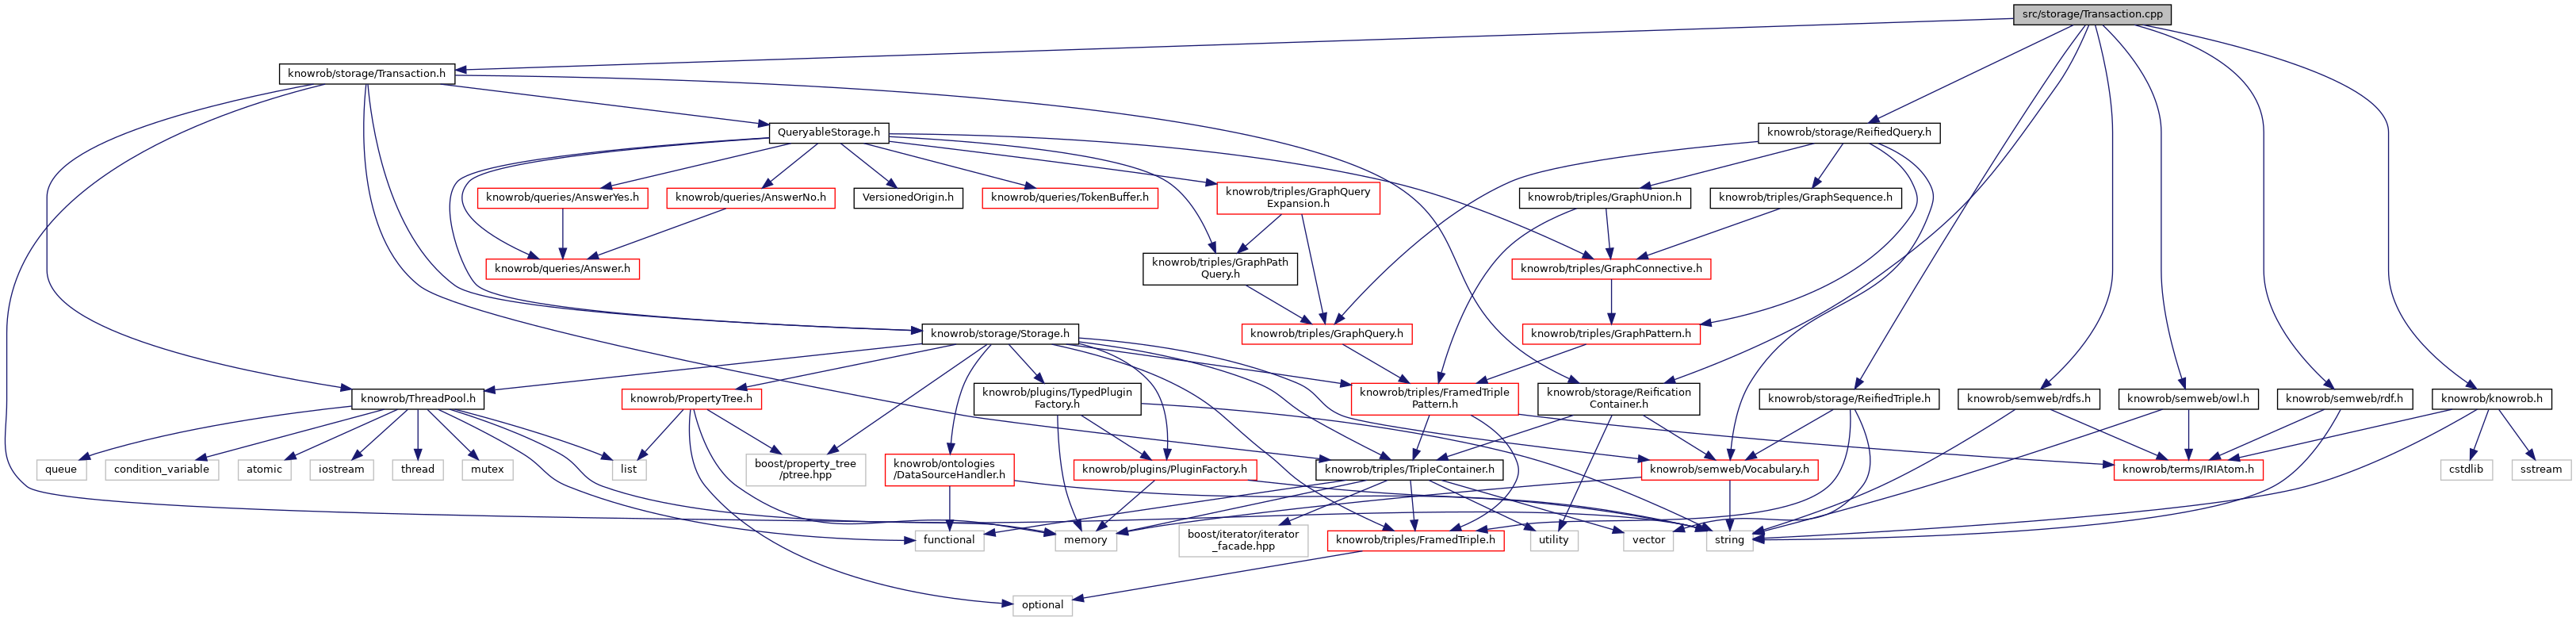 src/storage/Transaction.cpp
knowrob/storage/Transaction.h
QueryableStorage.h
knowrob/storage/ReifiedQuery.h
knowrob/queries/AnswerYes.h
knowrob/queries/AnswerNo.h
VersionedOrigin.h
knowrob/queries/TokenBuffer.h
knowrob/triples/GraphQuery
Expansion.h
knowrob/triples/GraphUnion.h
knowrob/triples/GraphSequence.h
knowrob/queries/Answer.h
knowrob/triples/GraphPath
Query.h
knowrob/triples/GraphConnective.h
knowrob/storage/Storage.h
knowrob/triples/GraphQuery.h
knowrob/triples/GraphPattern.h
knowrob/ThreadPool.h
knowrob/PropertyTree.h
knowrob/plugins/TypedPlugin
Factory.h
knowrob/triples/FramedTriple
Pattern.h
knowrob/storage/Reification
Container.h
knowrob/storage/ReifiedTriple.h
knowrob/semweb/rdfs.h
knowrob/semweb/owl.h
knowrob/semweb/rdf.h
knowrob/knowrob.h
queue
condition_variable
atomic
iostream
thread
mutex
list
boost/property_tree
/ptree.hpp
knowrob/ontologies
/DataSourceHandler.h
knowrob/plugins/PluginFactory.h
knowrob/triples/TripleContainer.h
knowrob/semweb/Vocabulary.h
knowrob/terms/IRIAtom.h
cstdlib
sstream
functional
memory
boost/iterator/iterator
_facade.hpp
knowrob/triples/FramedTriple.h
utility
vector
string
optional